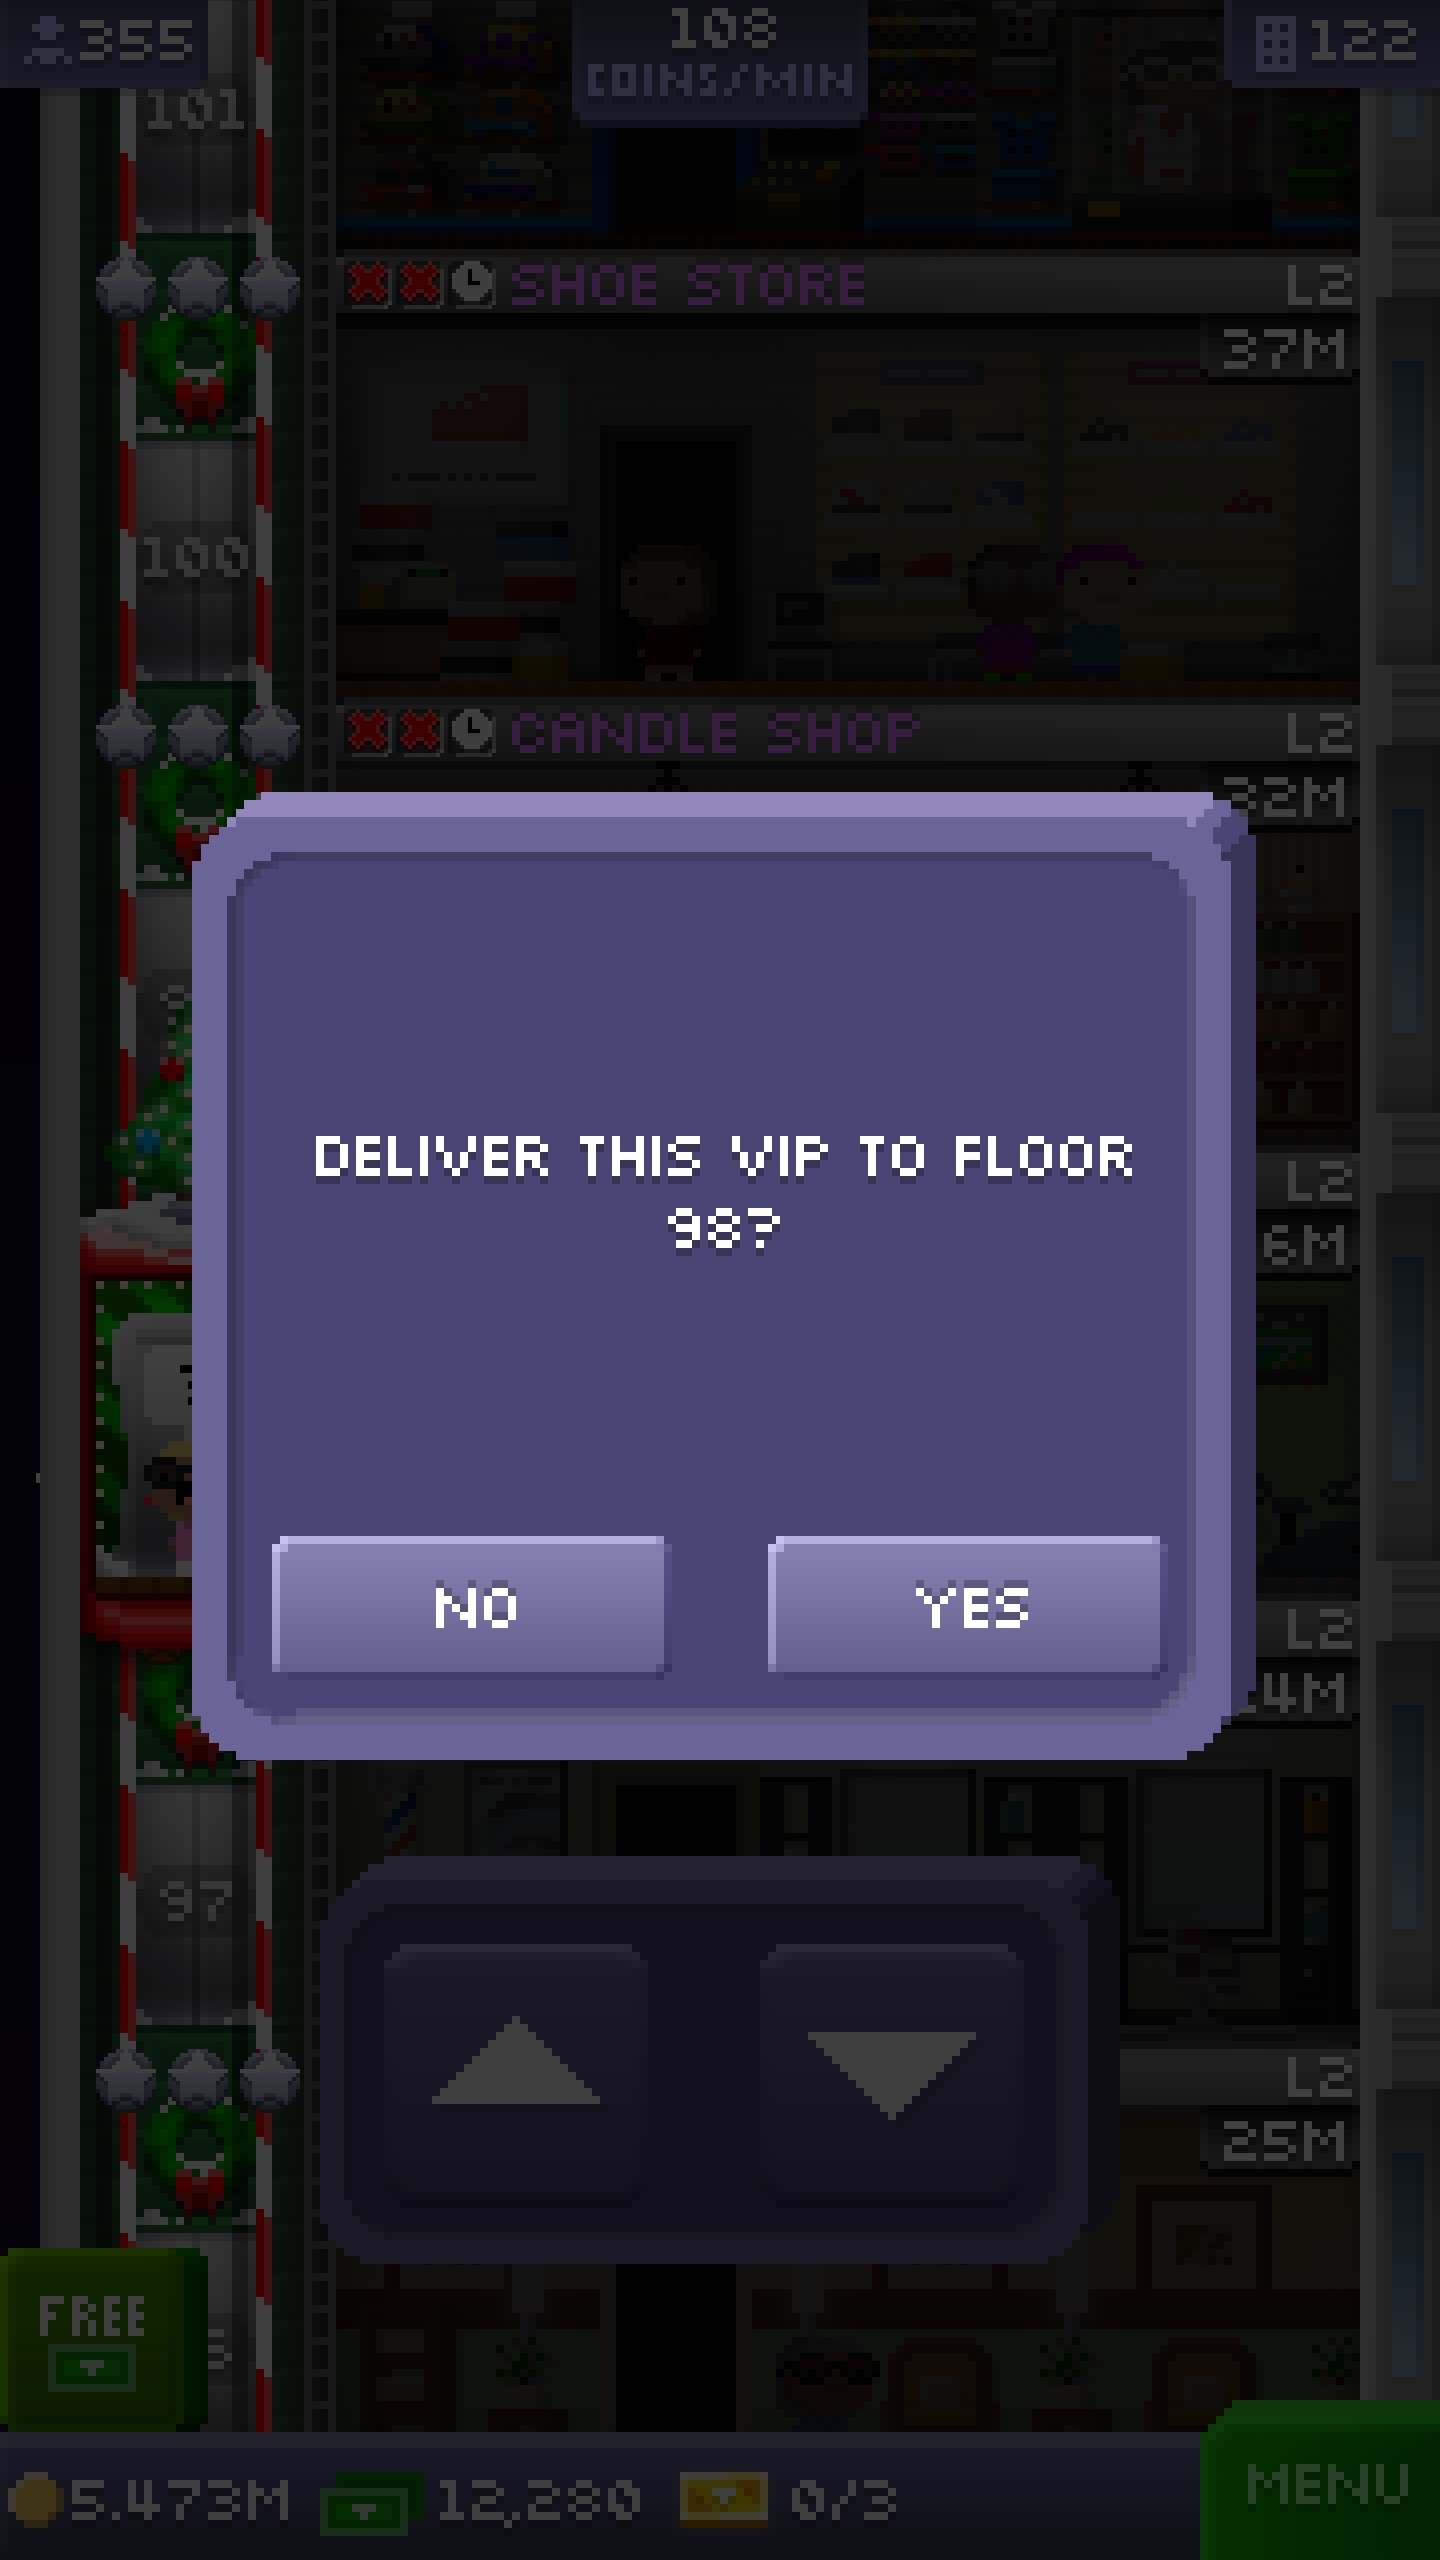 355
108
COINS/MIN
122
101
SHOE STORE L2
37M
100
CANDLE SHOP L2
32M
L2
6M
DELIVER THIS VIP TO FLOOR
98?
NO YES
L2
4M
97
L2
25M
FREE
5.473M 12,280 0/3
MENU